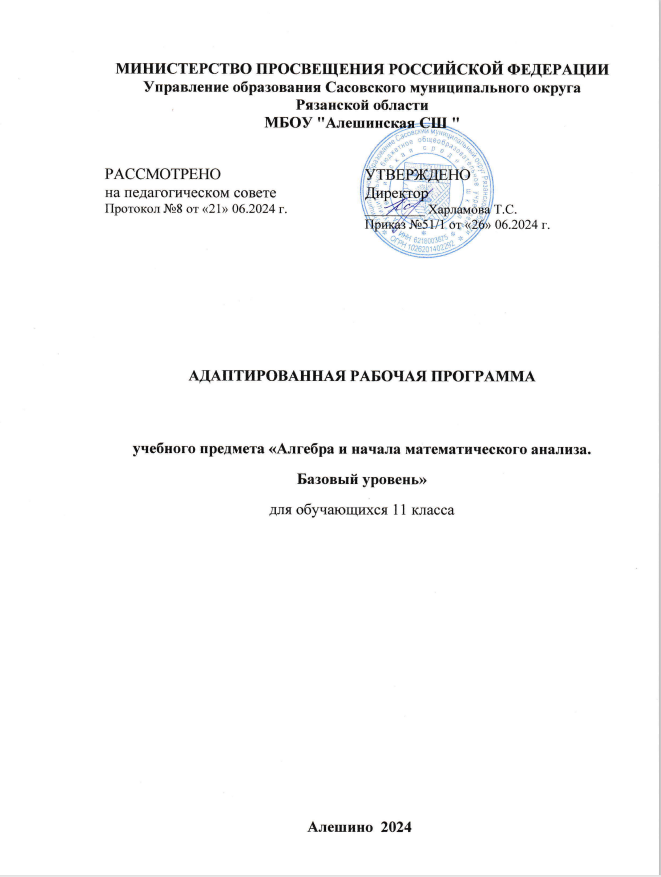 МИНИСТЕРСТВО ПРОСВЕЩЕНИЯ РОССИЙСКОЙ ФЕДЕРАЦИИ
Управление образования Сасовского муниципального округа
Рязанской области
МБОУ "Алешинская СШ "
РАССМОТРЕНО
на педагогическом совете
Протокол №8 от «21» 06.2024 г.
УТВЕРЖДЕНО
Директор
Харламова Т.С.
Приказ №51/1 от «26» 06.2024 г.
АДАПТИРОВАННАЯ РАБОЧАЯ ПРОГРАММА
учебного предмета «Алгебра и начала математического анализа.
Базовый уровень»
для обучающихся 11 класса
Алешино 2024